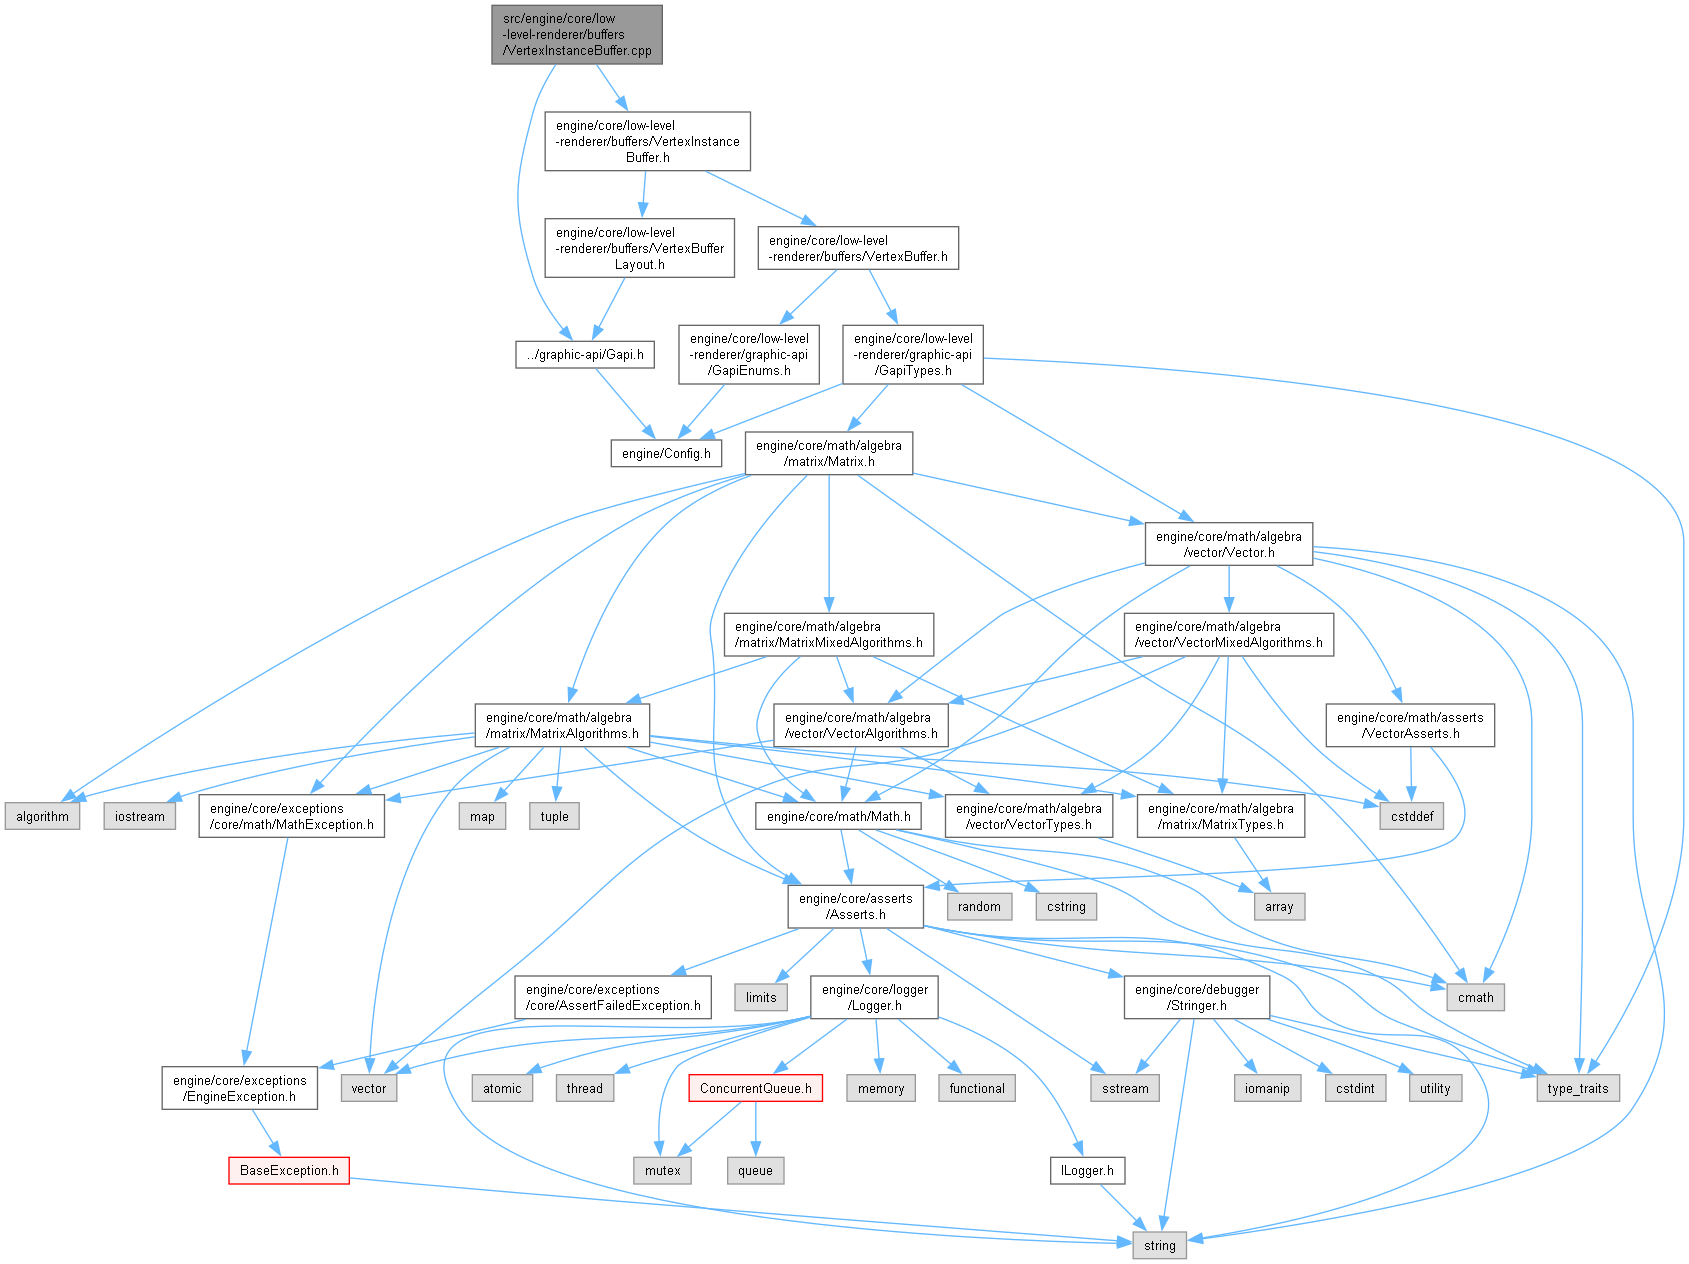 src/engine/core/low
-level-renderer/buffers
/VertexInstanceBuffer.cpp
engine/core/low-level
-renderer/buffers/VertexInstance
Buffer.h
engine/core/low-level
-renderer/buffers/VertexBuffer
Layout.h
engine/core/low-level
-renderer/buffers/VertexBuffer.h
../graphic-api/Gapi.h
engine/core/low-level
-renderer/graphic-api
/GapiEnums.h
engine/core/low-level
-renderer/graphic-api
/GapiTypes.h
engine/Config.h
engine/core/math/algebra
/matrix/Matrix.h
engine/core/math/algebra
/vector/Vector.h
engine/core/math/algebra
/matrix/MatrixMixedAlgorithms.h
engine/core/math/algebra
/vector/VectorMixedAlgorithms.h
engine/core/math/algebra
/matrix/MatrixAlgorithms.h
engine/core/math/algebra
/vector/VectorAlgorithms.h
engine/core/math/asserts
/VectorAsserts.h
algorithm
iostream
engine/core/exceptions
/core/math/MathException.h
map
tuple
engine/core/math/Math.h
engine/core/math/algebra
/vector/VectorTypes.h
engine/core/math/algebra
/matrix/MatrixTypes.h
cstddef
engine/core/asserts
/Asserts.h
random
cstring
array
engine/core/exceptions
/core/AssertFailedException.h
limits
engine/core/logger
/Logger.h
engine/core/debugger
/Stringer.h
cmath
engine/core/exceptions
/EngineException.h
vector
atomic
thread
ConcurrentQueue.h
memory
functional
sstream
iomanip
cstdint
utility
type_traits
BaseException.h
mutex
queue
ILogger.h
string